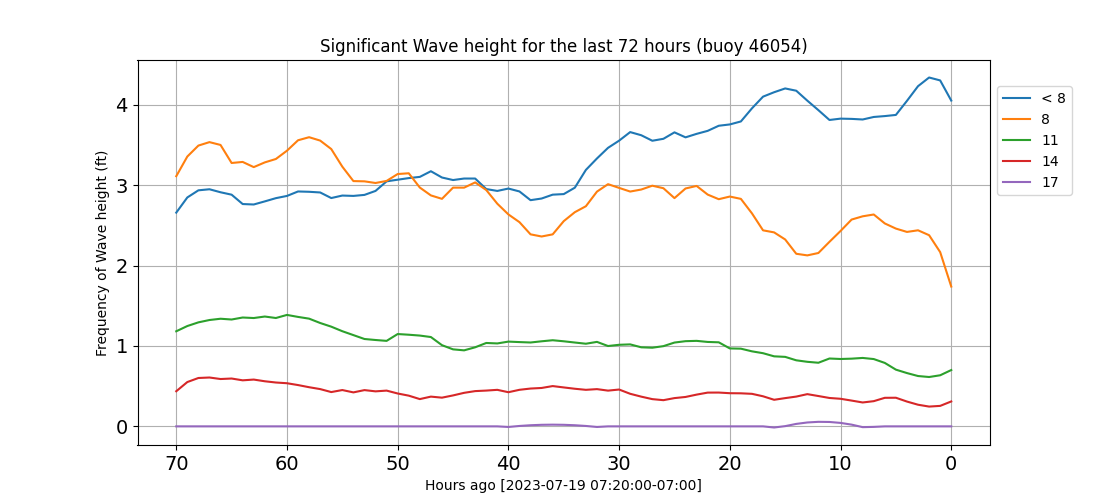 Significant Wave height for the last 72 hours (buoy 46054)
Frequency of Wave height (ft)
4
3
2
1
0
70 60 50 40 30 20 10 0
Hours ago [2023-07-19 07:20:00-07:00]
< 8
8
11
14
17